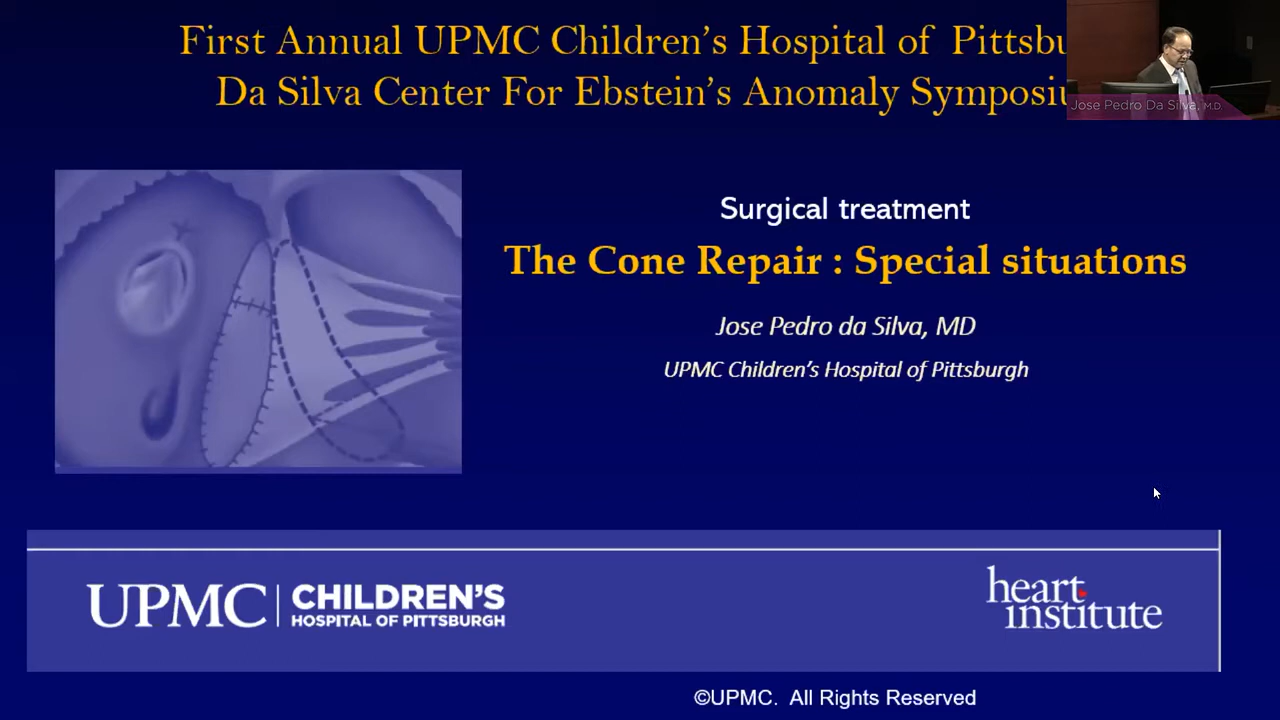 First Annual UPMC Children's Hospital of
Da Silva Center For Ebstein's Anomaly
Jose Pedro Da Silva, M.D.
Surgical treatment
The Cone Repair : Special situations
Jose Pedro da Silva, MD
UPMC Children's Hospital of Pittsburgh
UPMC CHILDREN'S
HOSPITAL OF PITTSBURGH
heart
institute
©UPMC. All Rights Reserved